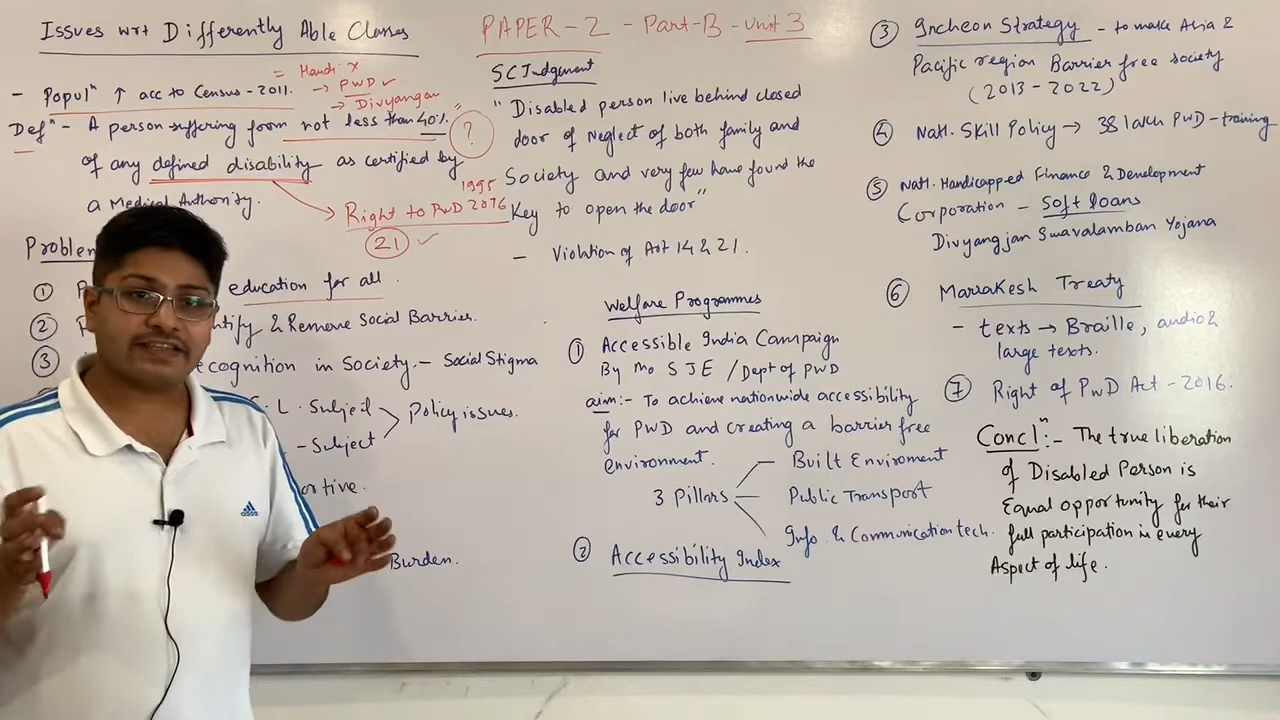 Issues wrt Differently Able Classes
PAPER-2 - Part-B - Unit 3
- Populⁿ ↑ acc to Census-2011.
= Handi x
→ PWD ✓
→ Divyangan
Defⁿ - A person suffering from not less than 40%.
of any defined disability as certified by
a Medical Authority.
?
1995
Right to PwD 2016
21 ✓
Problem
①
education for all.
②
ntify & Remove Social Barrier.
③
ecognition in Society. - Social Stigma
L. Subject
- Subject
Policy issues.
ortive.
Burden.
SC Judgement
"Disabled person live behind closed
door of Neglect of both family and
Society and very few have found the
Key to open the door"
- Violation of Art 14 & 21.
Welfare Programmes
① Accessible India Campaign
By Mo SJE / Dept of PWD
aim:- To achieve nationwide accessibility
for PWD and creating a barrier free
environment.
3 Pillars
Built Enviroment
Public Transport
Info. & Communication tech.
② Accessibility Index
③ Incheon Strategy - to make Asia &
Pacific region Barrier free society
(2013-2022)
④ Natl. Skill Policy → 38 lakh PWD - training
⑤ Natl. Handicapped Finance & Development
Corporation - Soft loans
Divyangjan Swavalamban Yojana
⑥ Marrakesh Treaty
- texts → Braille, audio &
large texts.
⑦ Right of PwD Act - 2016.
Conclⁿ:- The true liberation
of Disabled Person is
Equal opportunity for their
full participation in every
Aspect of life.
adidas